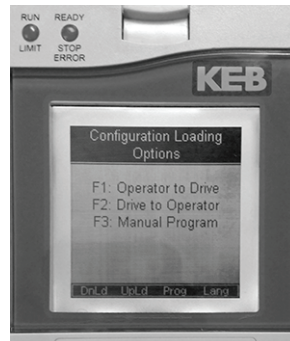 RUN READY
LIMIT STOP
ERROR
KEB
Configuration Loading
Options
F1: Operator to Drive
F2: Drive to Operator
F3: Manual Program
DnLd UpLd Prog Lang